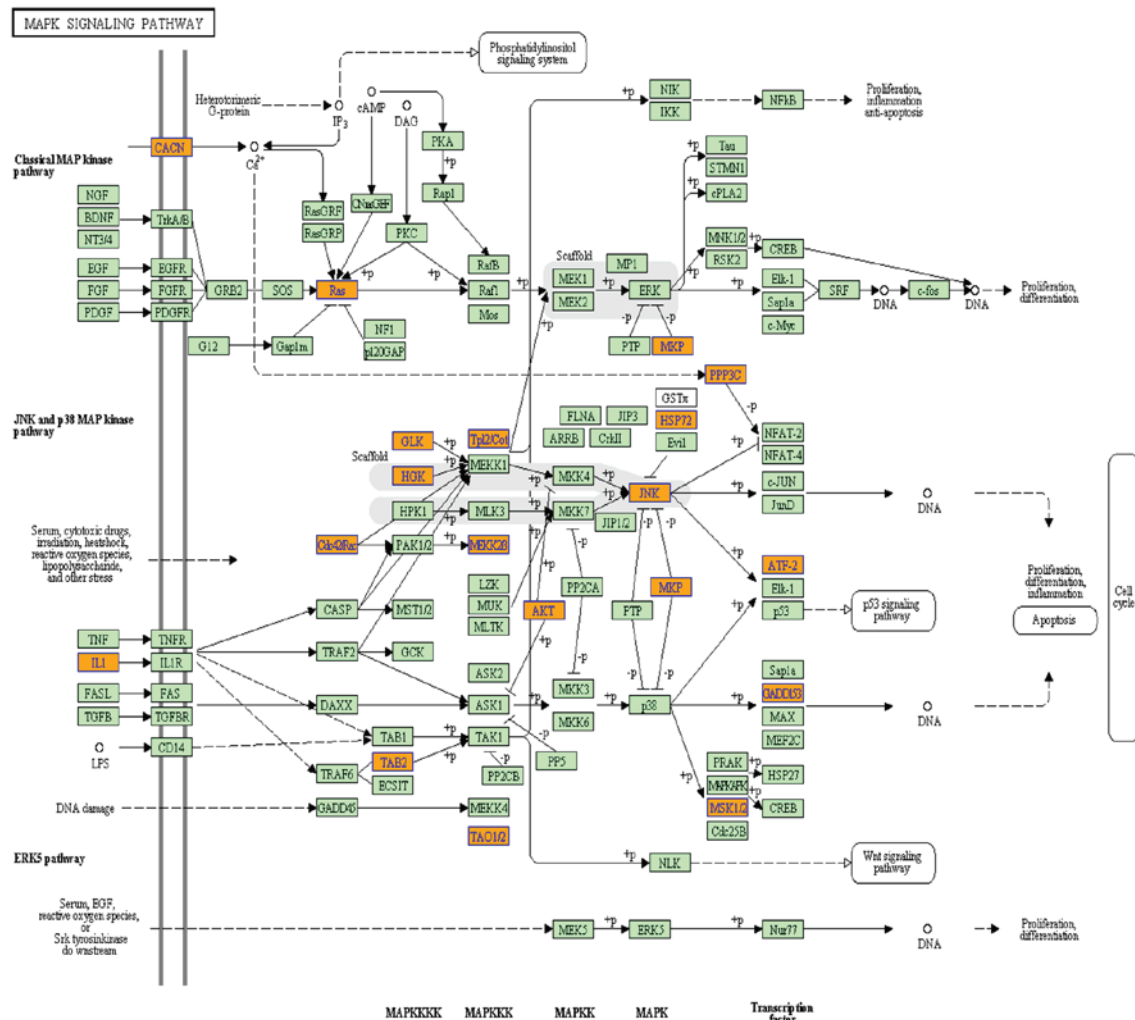 MAPK SIGNALING PATHWAY
Phosphatidylinositol
signaling system
Heterotorimeric
G-protein
IP3
cAMP
DAG
PKA
+p
NIK
IKK
+p
NFkB
Proliferation,
inflammation
anti-apoptosis
CACN
Ca2+
Classical MAP kinase
pathway
Rap1
Tau
STMN1
cPLA2
+p
NGF
BDNF
NT3/4
TrkA/B
RasGRF
RasGRP
CNrasGEF
PKC
MNK1/2
RSK2
+p
+p
CREB
RafB
Scaffold
MP1
EGF
EGFR
FGF
FGFR
PDGF
PDGFR
GRB2
SOS
Ras
+p
+p
Raf1
Mos
+p
MEK1
MEK2
+p
ERK
+p
Elk-1
Sap1a
c-Myc
SRF
DNA
c-fos
DNA
Proliferation,
differentiation
G12
Gap1m
NF1
p120GAP
+p
-p
-p
PTP
MKP
PPP3C
-p
JNK and p38 MAP kinase
pathway
GSTπ
HSP72
Evi1
FLNA
JIP3
ARRB
CrkII
NFAT-2
NFAT-4
GLK
+p
Tpl2/Cot
Scaffold
HGK
+p
MEKK1
+p
MKK4
+p
JNK
+p
+p
c-JUN
JunD
DNA
HPK1
+p
MLK3
+p
MKK7
+p
JIP1/2
Serum, cytotoxic drugs,
irradiation, heatshock,
reactive oxygen species,
lipopolysaccharide,
and other stress
Cdc42/Rac
PAK1/2
+p
MEKK2/3
-p
+p
ATF-2
Elk-1
p53
p53 signaling
pathway
Proliferation,
differentiation,
inflammation
Apoptosis
Cell
cycle
LZK
MUK
MLTK
PP2CA
AKT
+p
+p
PTP
MKP
+p
CASP
MST1/2
TNF
TNFR
IL1
IL1R
TRAF2
GCK
ASK2
-p
-p
-p
FASL
FAS
TGFB
TGFBR
DAXX
ASK1
+p
MKK3
MKK6
+p
p38
+p
Sap1a
GADD153
MAX
MEF2C
DNA
LPS
CD14
TAB1
+p
TAK1
-p
TRAF6
TAB2
ECSIT
+p
-p
PP2CB
PP5
+p
PRAK
MAPKAPK
MSK1/2
Cdc25B
+p
+p
HSP27
CREB
DNA damage
GADD45
MEKK4
TAO1/2
ERK5 pathway
+p
NLK
Wnt signaling
pathway
Serum, EGF,
reactive oxygen species,
or
Srk tyrosinkinase
do wnstream
MEK5
+p
ERK5
+p
Nur77
DNA
Proliferation,
differentiation
MAPKKKK
MAPKKK
MAPKK
MAPK
Transcription
factor